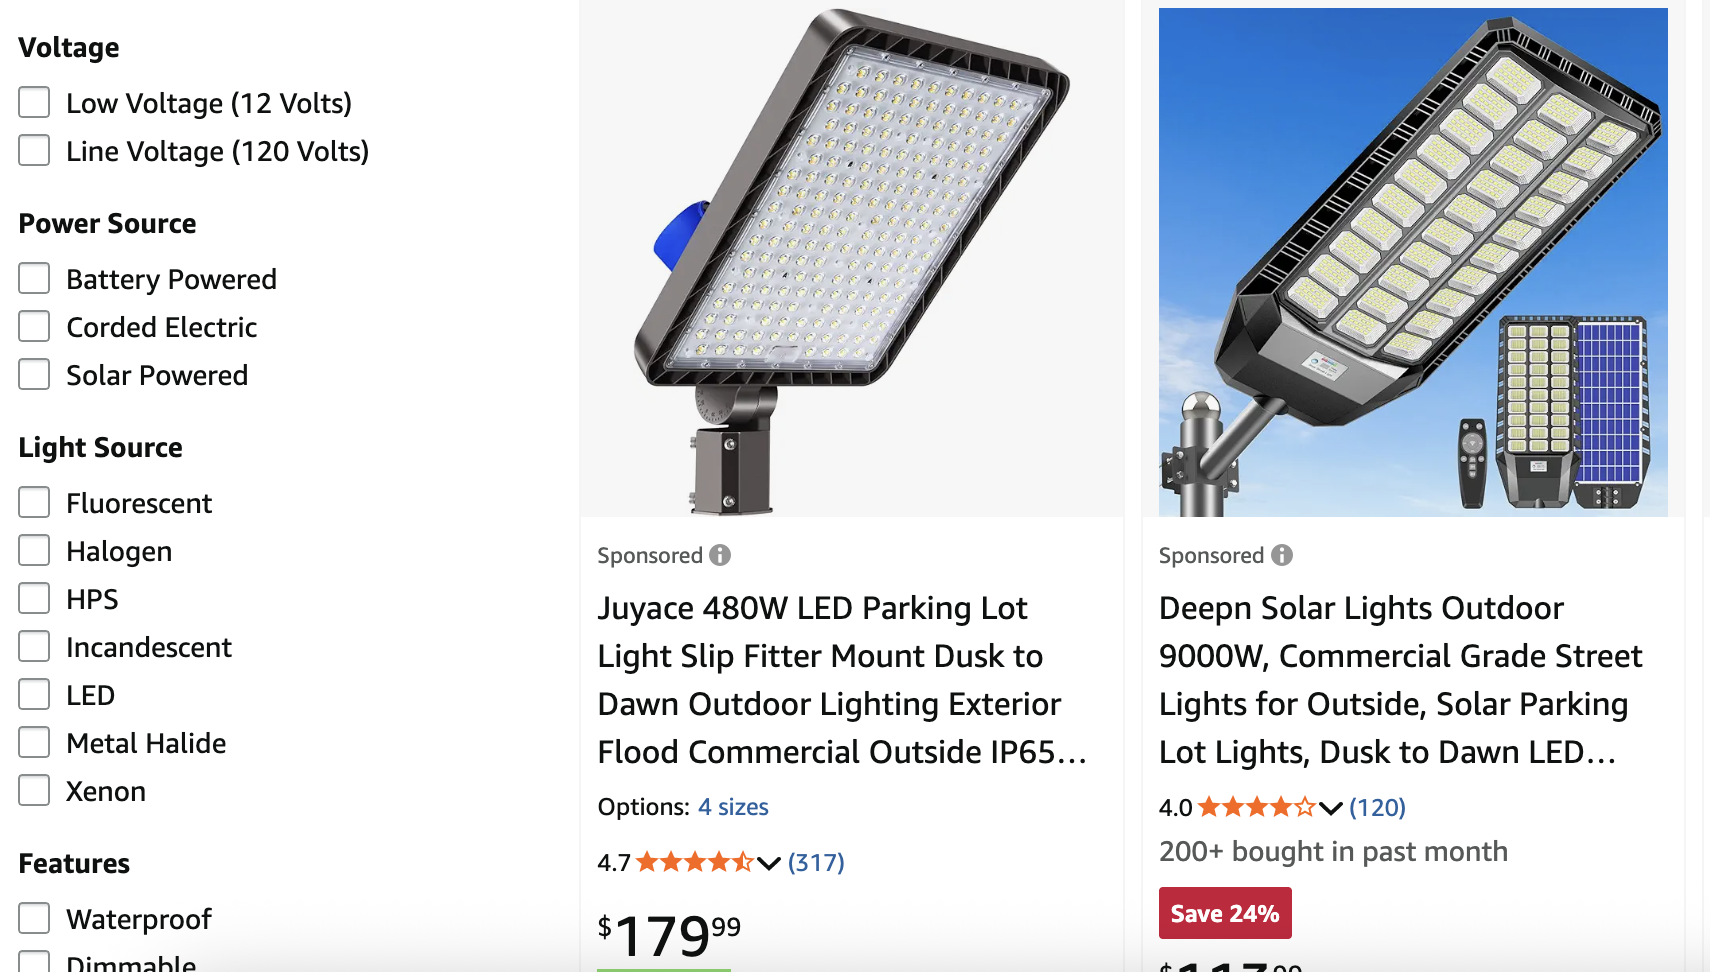 Voltage
Low Voltage (12 Volts)
Line Voltage (120 Volts)
Power Source
Battery Powered
Corded Electric
Solar Powered
Light Source
Fluorescent
Halogen
HPS
Incandescent
LED
Metal Halide
Xenon
Features
Waterproof
Dimmable
Sponsored
Juyace 480W LED Parking Lot
Light Slip Fitter Mount Dusk to
Dawn Outdoor Lighting Exterior
Flood Commercial Outside IP65...
Options: 4 sizes
4.7 (317)
$179.99
Sponsored
Deepn Solar Lights Outdoor
9000W, Commercial Grade Street
Lights for Outside, Solar Parking
Lot Lights, Dusk to Dawn LED...
4.0 (120)
200+ bought in past month
Save 24%